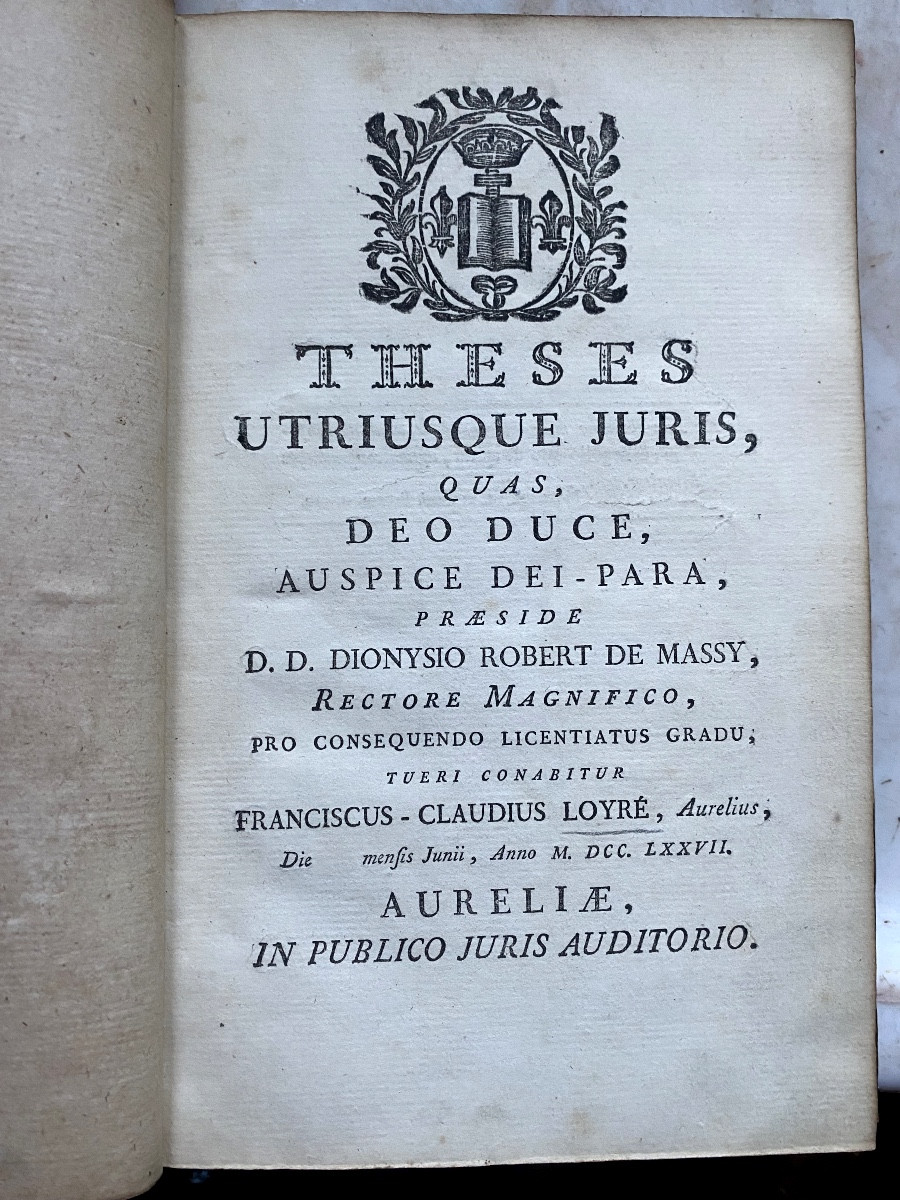 THESES
UTRIUSQUE JURIS,
QUAS,
DEO DUCE,
AUSPICE DEI-PARA,
PRÆSIDE
D. D. DIONYSIO ROBERT DE MASSY,
RECTORE MAGNIFICO,
PRO CONSEQUENDO LICENTIATUS GRADU,
TUERI CONABITUR
FRANCISCUS-CLAUDIUS LOYRÉ, Aurelius,
Die menſis Junii, Anno M. DCC. LXXVII.
AURELIÆ,
IN PUBLICO JURIS AUDITORIO.